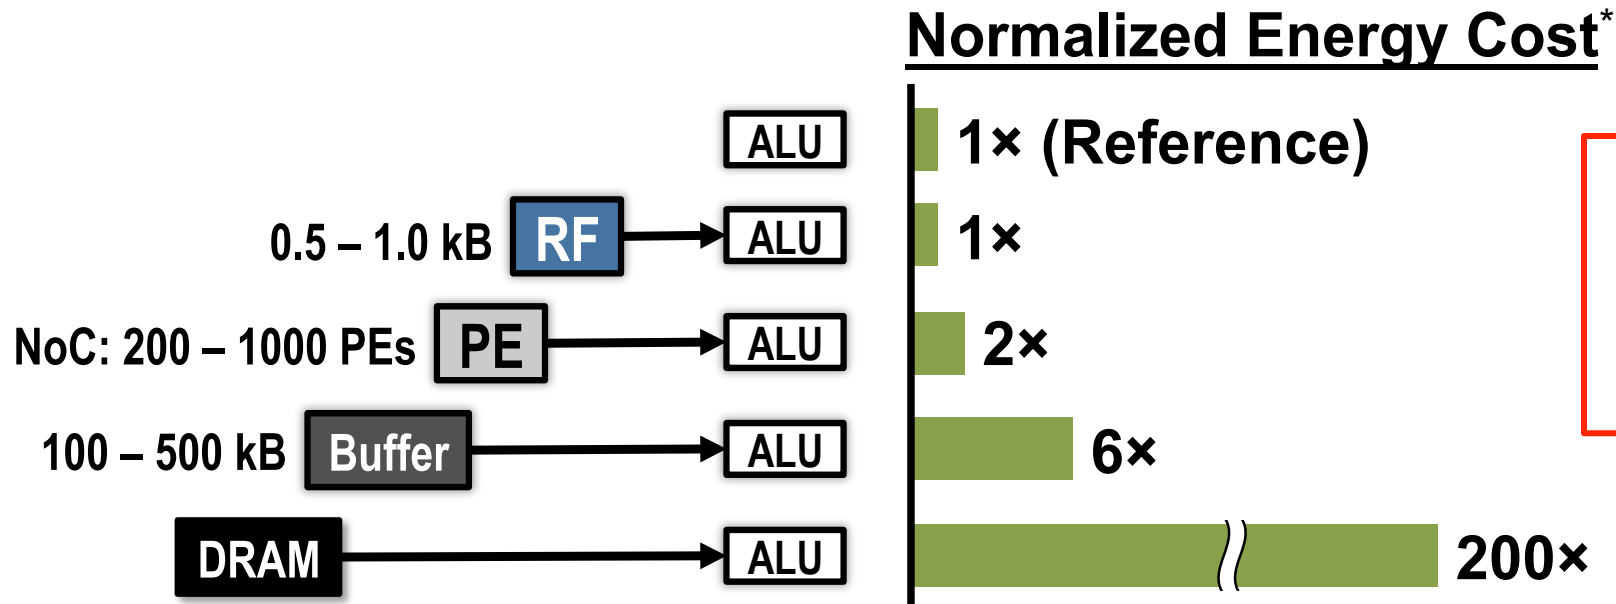 Normalized Energy Cost*
ALU 1× (Reference)
0.5 – 1.0 kB RF ALU 1×
NoC: 200 – 1000 PEs PE ALU 2×
100 – 500 kB Buffer ALU 6×
DRAM ALU 200×